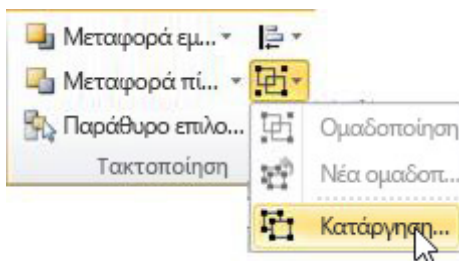 Μεταφορά εμ...
Μεταφορά πί...
Παράθυρο επιλο...
Τακτοποίηση
Ομαδοποίηση
Νέα ομαδοπ...
Κατάργηση...